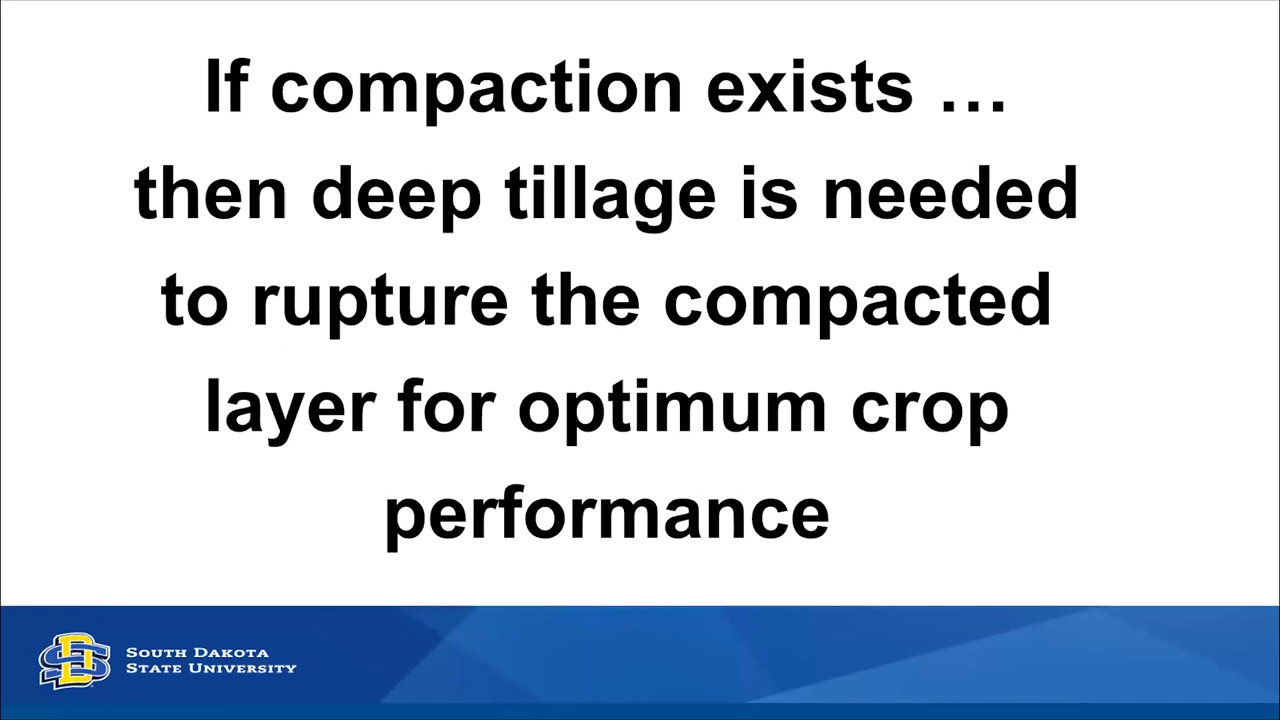 If compaction exists …
then deep tillage is needed
to rupture the compacted
layer for optimum crop
performance
SOUTH DAKOTA
STATE UNIVERSITY